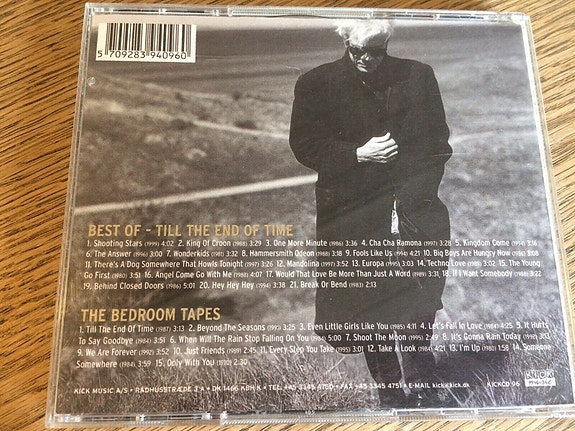 5 709283 940960
BEST OF - TILL THE END OF TIME
1. Shooting Stars (1999) 4:02 2. King Of Croon (1988) 3:29 3. One More Minute (1986) 3:36 4. Cha Cha Ramona (1997) 3:28 5. Kingdom Come (1994) 3:16
6. The Answer (1990) 3:00 7. Wonderkids (1981) 3:32 8. Hammersmith Odeon (1988) 3:18 9. Fools Like Us (1994) 4:21 10. Big Boys Are Hungry Now (1983) 3:08
11. There's A Dog Somewhere That Howls Tonight (1997) 3:26 12. Mandolina (1997) 3:52 13. Europa (1995) 3:03 14. Techno Love (1988) 3:02 15. The Young
Go First (1980) 3:51 16. Angel Come Go With Me (1988) 4:07 17. Would That Love Be More Than Just A Word (1989) 3:31 18. If I Want Somebody (1988) 3:22
19. Behind Closed Doors (1986) 5:01 20. Hey Hey Hey (1994) 3:38 21. Break Or Bend (1983) 2:13
THE BEDROOM TAPES
1. Till The End Of Time (1987) 3:13 2. Beyond The Seasons (1993) 3:25 3. Even Little Girls Like You (1985) 4:11 4. Let's Fall In Love (1984) 4:25 5. It Hurts
To Say Goodbye (1984) 3:51 6. When Will The Rain Stop Falling On You (1981) 5:40 7. Shoot The Moon (1995) 2:49 8. It's Gonna Rain Today (1992)
9. We Are Forever (1992) 3:52 10. Just Friends (1989) 2:45 11. Every Step You Take (1995) 3:01 12. Take A Look (1984) 4:21 13. I'm Up (1980) 1:58 14. Someone
Somewhere (1984) 3:59 15. Only With You (1970) 2:30
KICK MUSIC A/S • RÅDHUSSTRÆDE 3 A • DK 1466 KBH K • TEL. +45 3345 4750 • FAX +45 3345 4751 • E-MAIL kick@kick.dk KICKCD 96 KICK